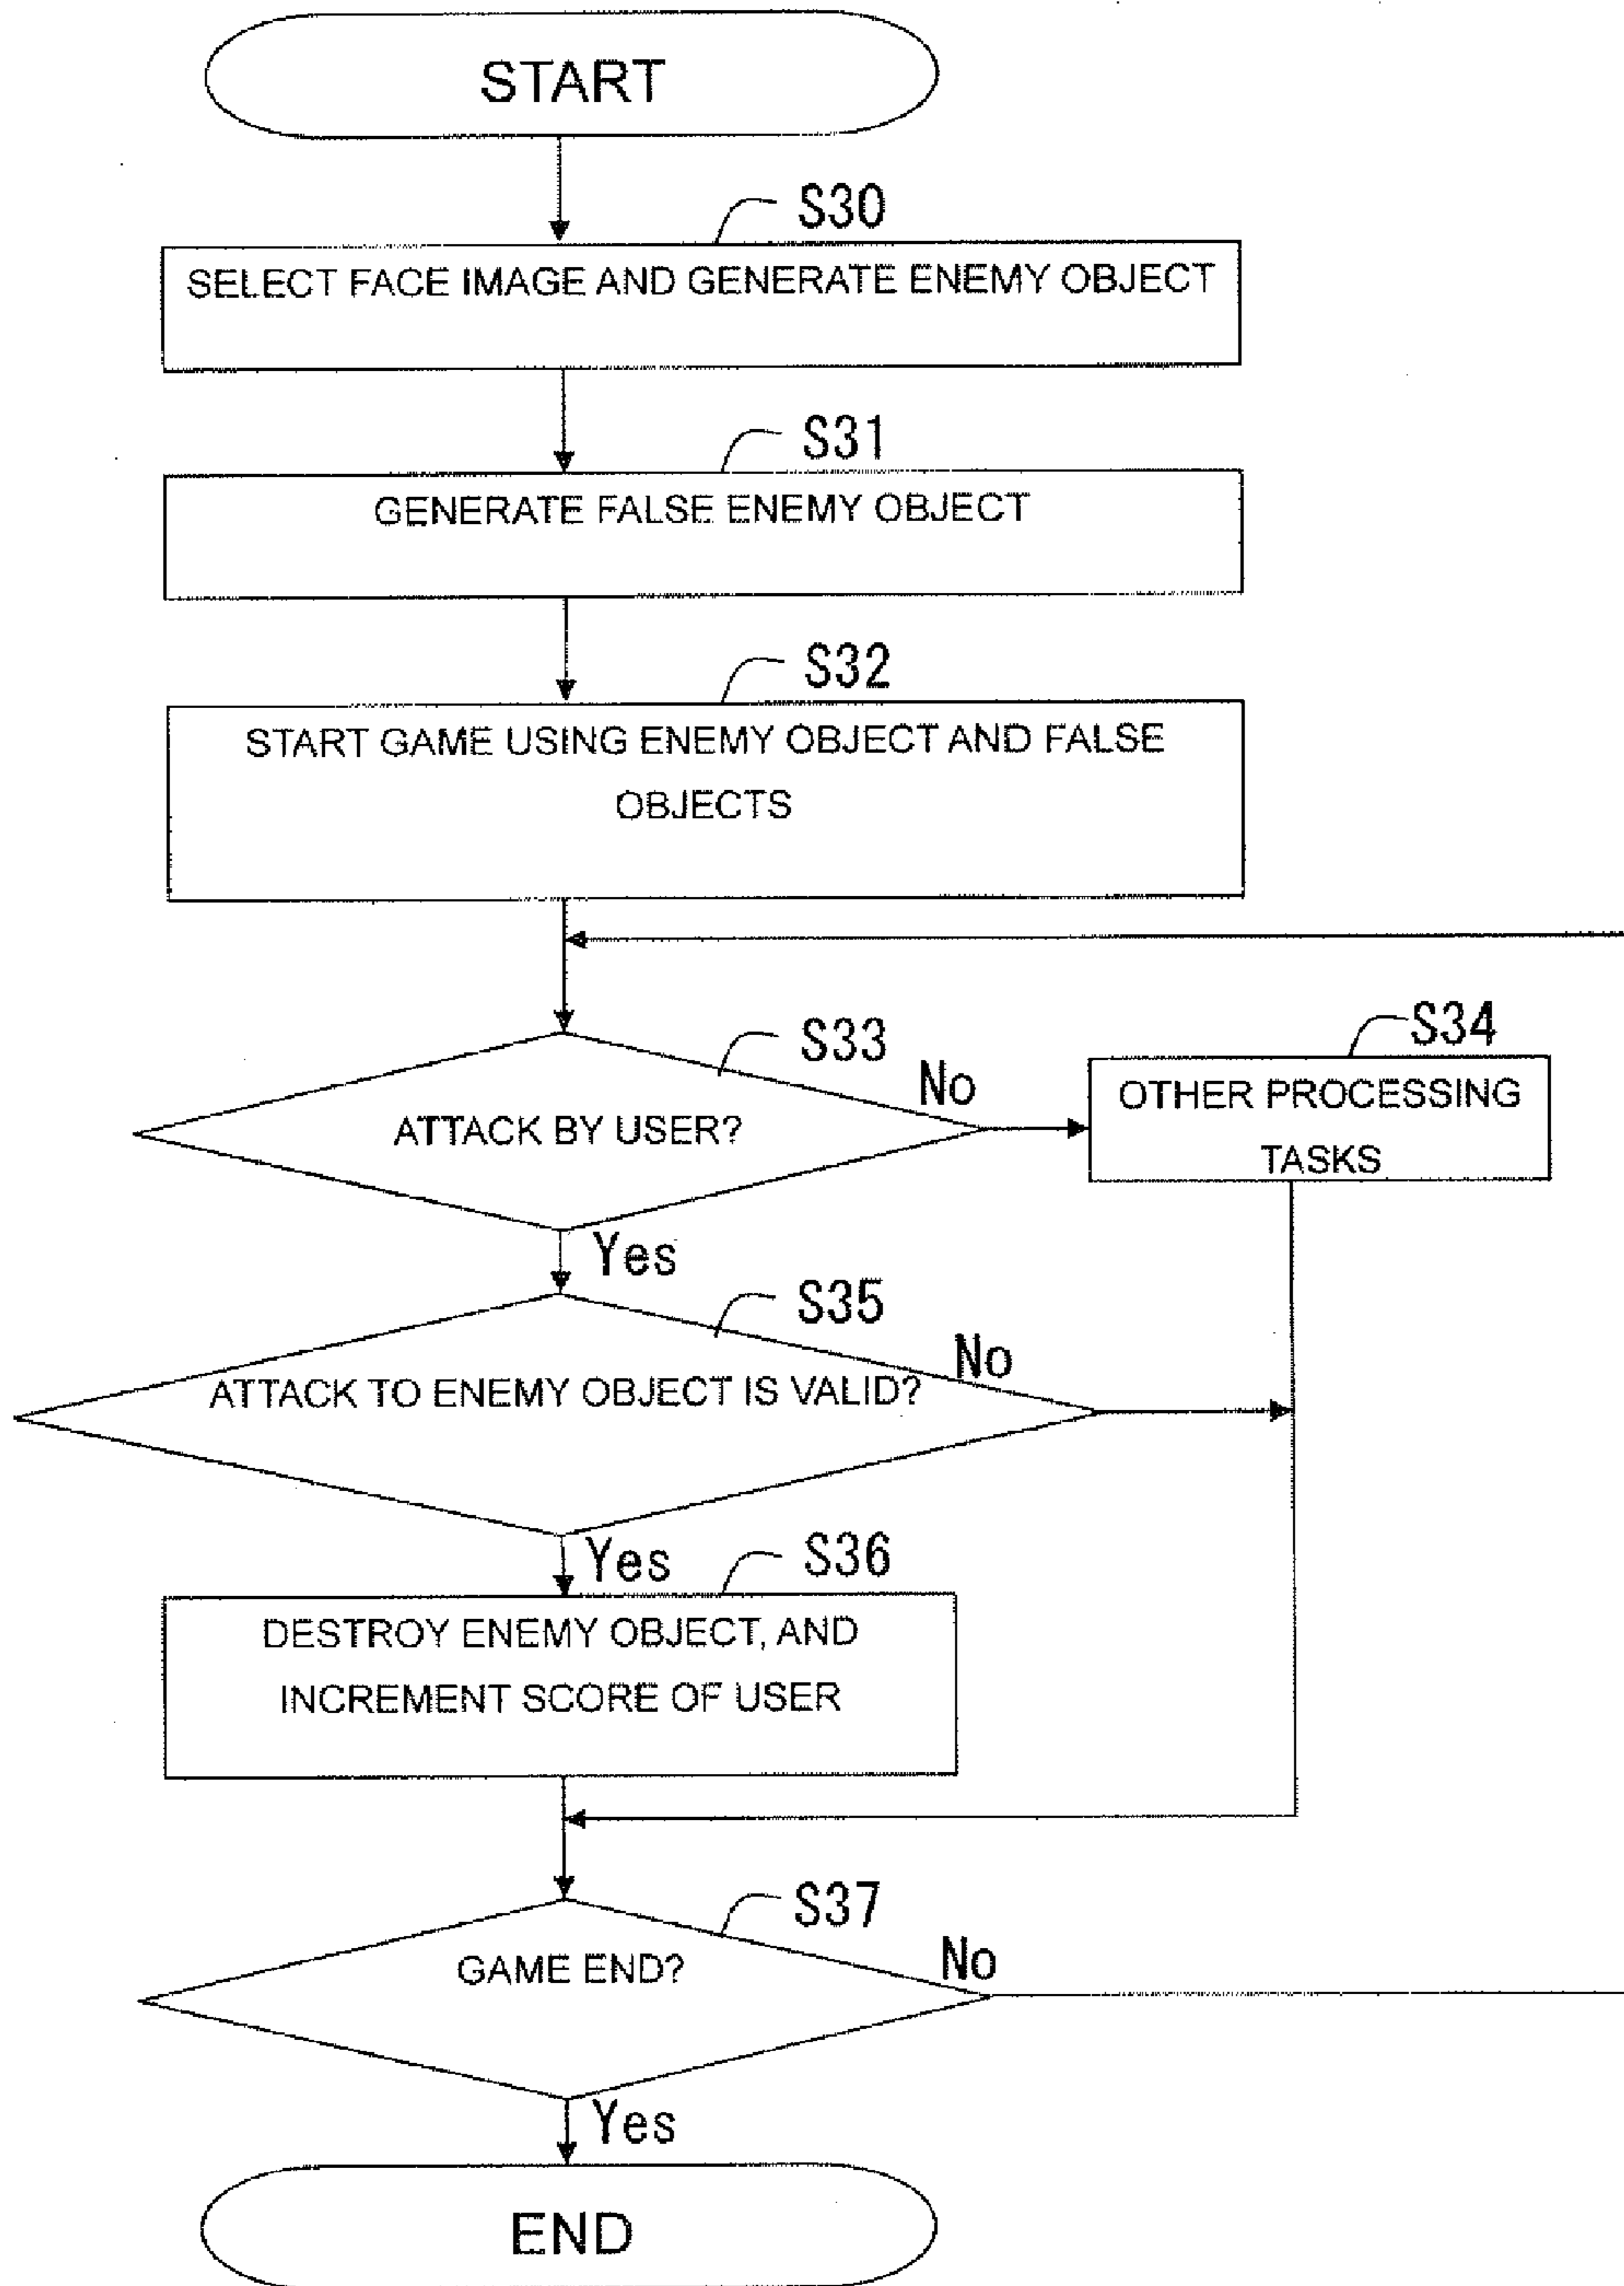 START
S30
SELECT FACE IMAGE AND GENERATE ENEMY OBJECT
S31
GENERATE FALSE ENEMY OBJECT
S32
START GAME USING ENEMY OBJECT AND FALSE
OBJECTS
S33
ATTACK BY USER?
No
S34
OTHER PROCESSING
TASKS
Yes
S35
ATTACK TO ENEMY OBJECT IS VALID?
No
Yes
S36
DESTROY ENEMY OBJECT, AND
INCREMENT SCORE OF USER
S37
GAME END?
No
Yes
END